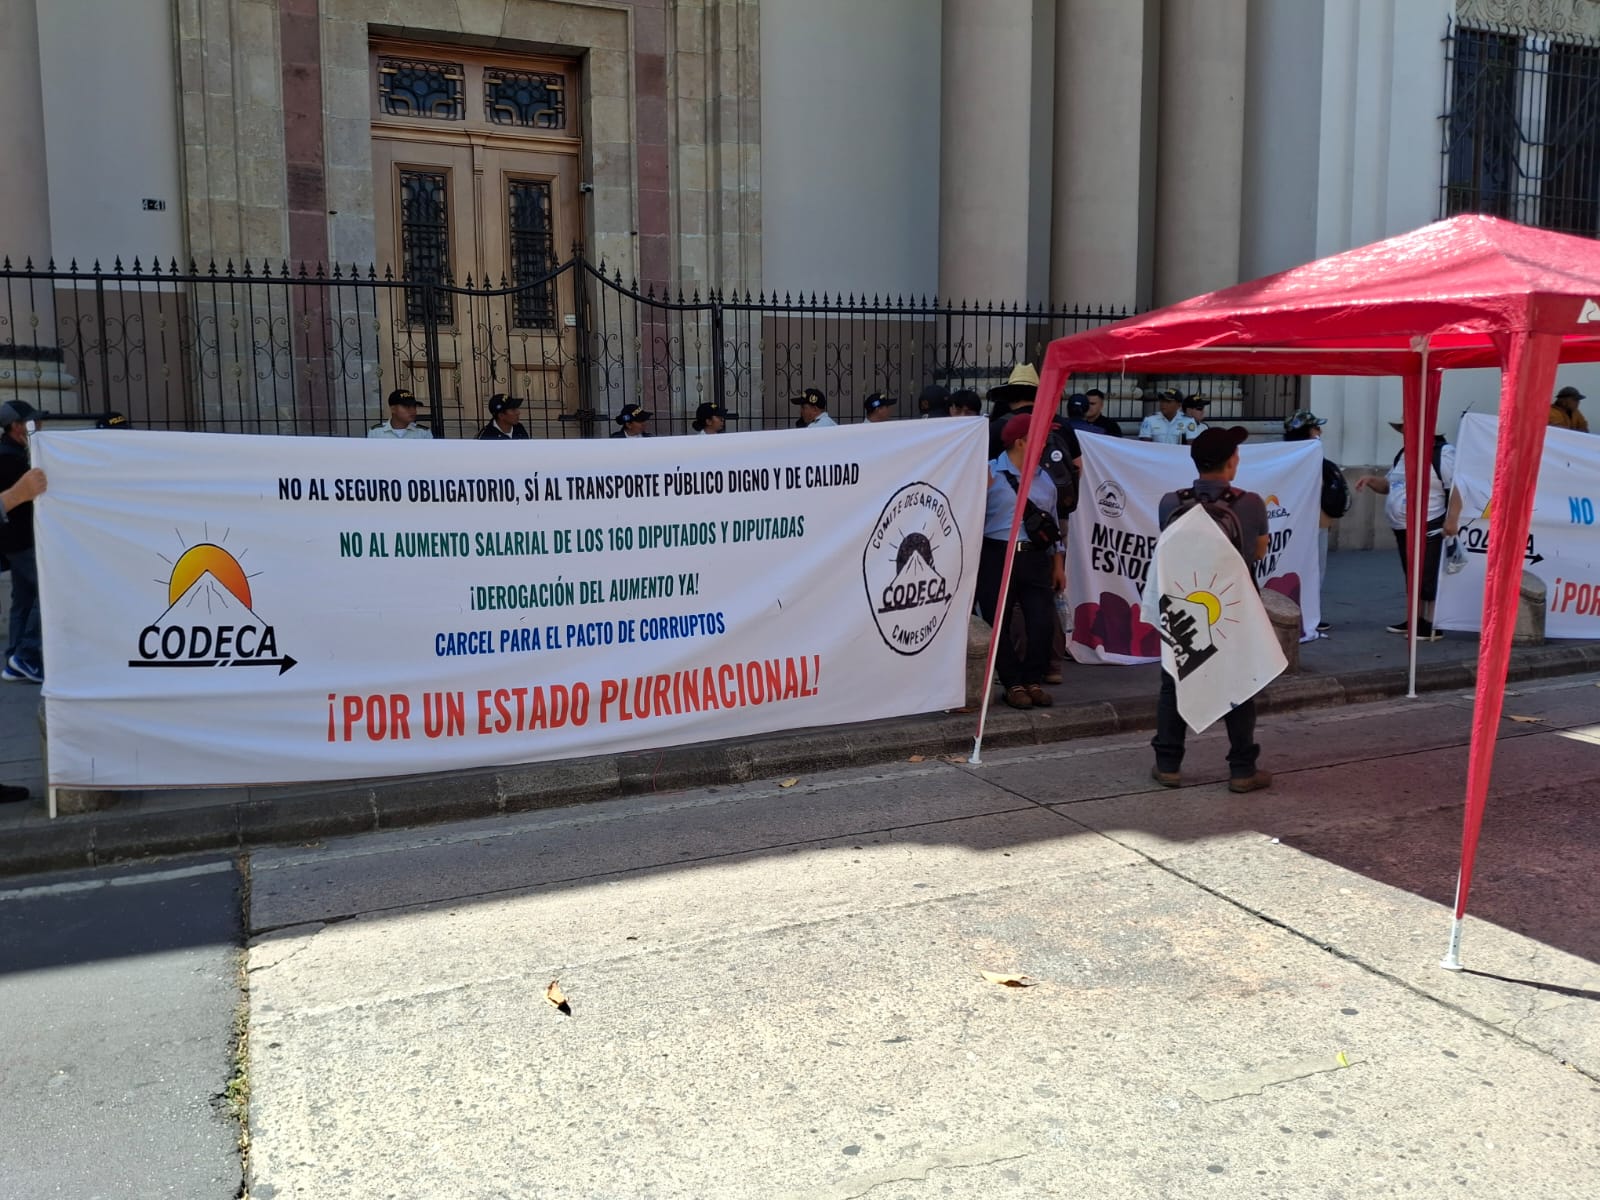 4-41
NO AL SEGURO OBLIGATORIO, SÍ AL TRANSPORTE PÚBLICO DIGNO Y DE CALIDAD
NO AL AUMENTO SALARIAL DE LOS 160 DIPUTADOS Y DIPUTADAS
¡DEROGACIÓN DEL AUMENTO YA!
CARCEL PARA EL PACTO DE CORRUPTOS
¡POR UN ESTADO PLURINACIONAL!
CODECA
COMITE DESARROLLO
CODECA
CAMPESINO
CODECA
MUJERE
CODECA
NO
CODECA
¡POR